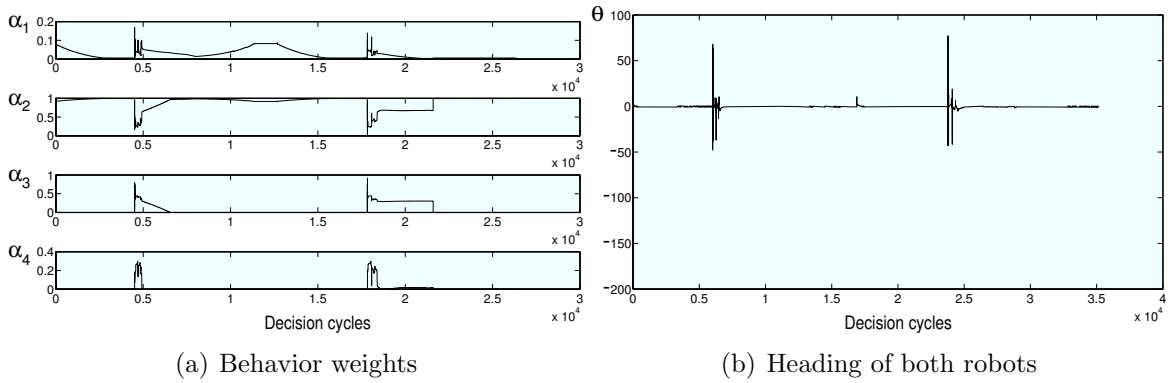 α1
0.2
0.1
0
0 0.5 1 1.5 2 2.5 3
x 10^4
α2
1
0.5
0
0 0.5 1 1.5 2 2.5 3
x 10^4
α3
1
0.5
0
0 0.5 1 1.5 2 2.5 3
x 10^4
α4
0.4
0.2
0
0 0.5 1 1.5 2 2.5 3
x 10^4
Decision cycles
(a) Behavior weights
θ
100
50
0
-50
-100
-150
-200
0 0.5 1 1.5 2 2.5 3 3.5 4
x 10^4
Decision cycles
(b) Heading of both robots